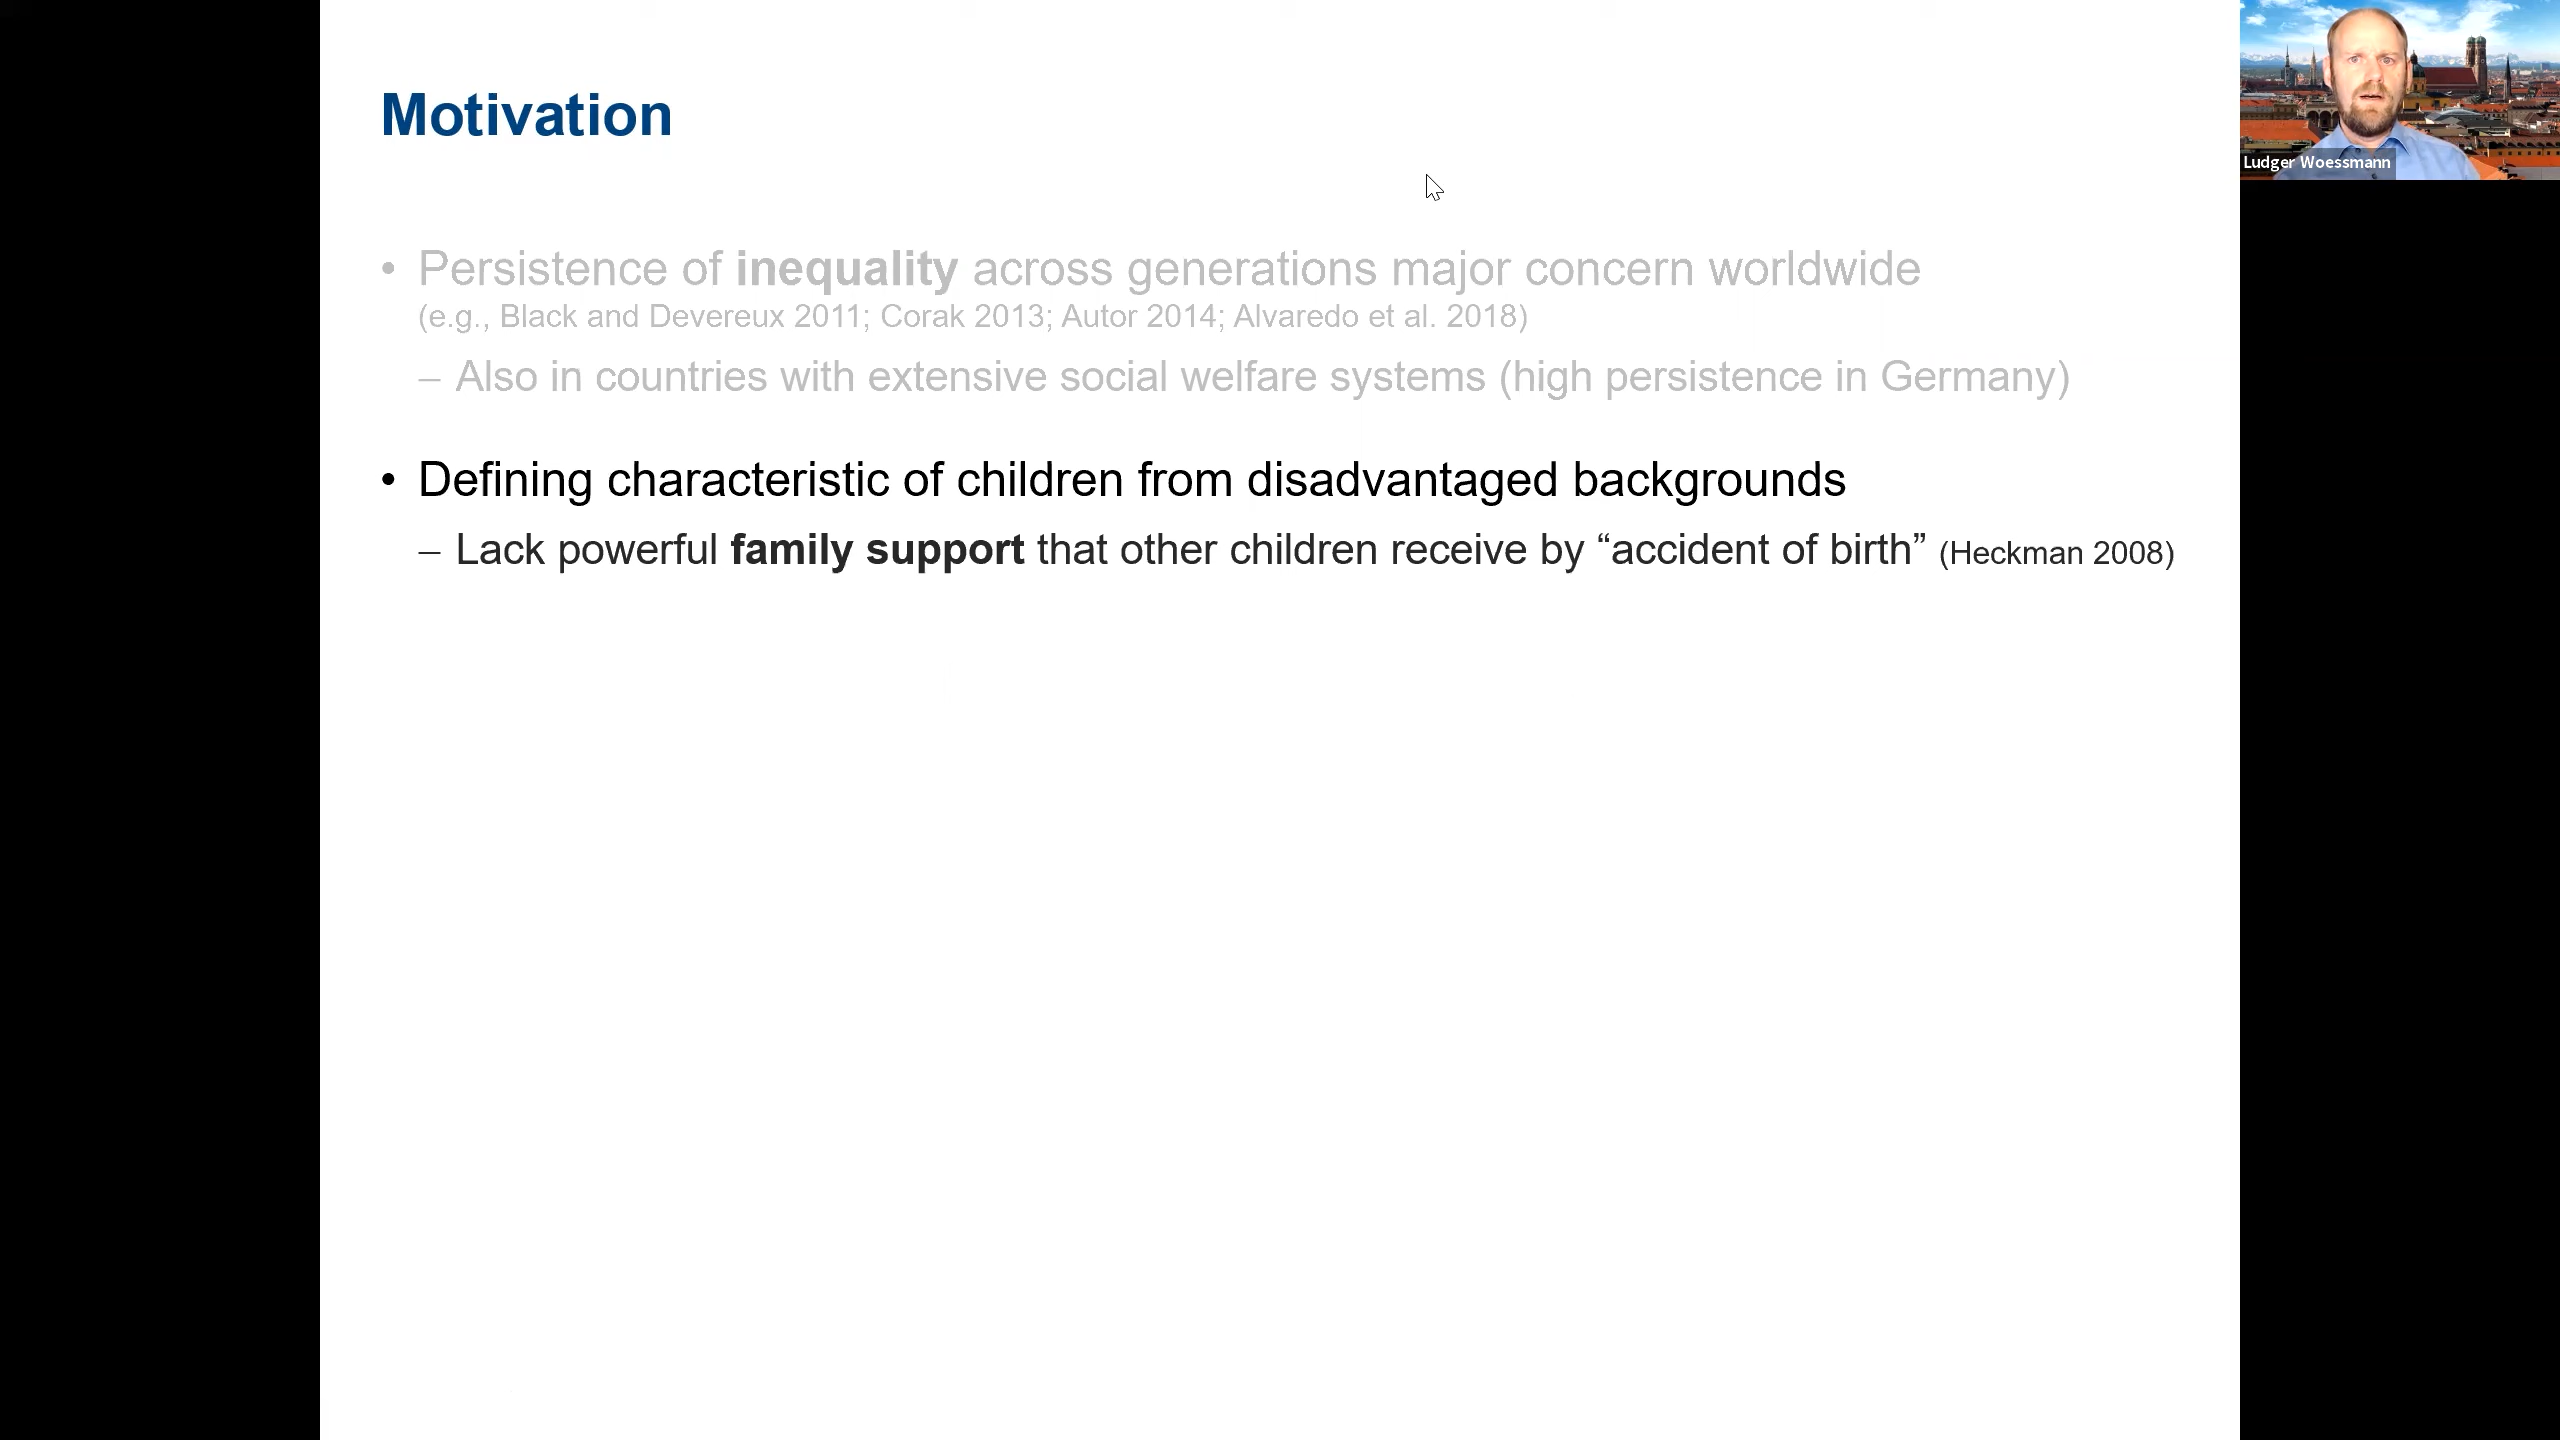 Motivation
Ludger Woessmann
• Persistence of inequality across generations major concern worldwide
(e.g., Black and Devereux 2011; Corak 2013; Autor 2014; Alvaredo et al. 2018)
– Also in countries with extensive social welfare systems (high persistence in Germany)
• Defining characteristic of children from disadvantaged backgrounds
– Lack powerful family support that other children receive by “accident of birth” (Heckman 2008)